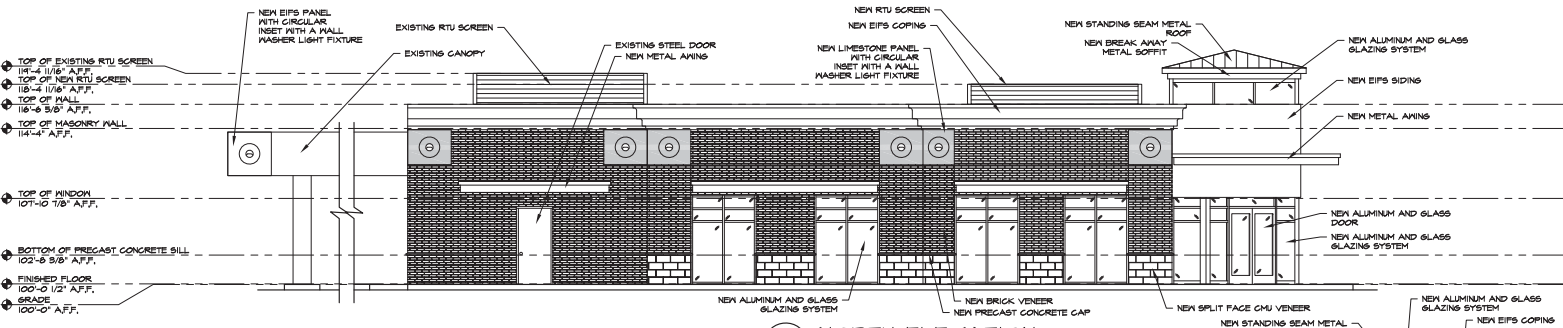 NEW EIFS PANEL
WITH CIRCULAR
INSET WITH A WALL
WASHER LIGHT FIXTURE
EXISTING RTU SCREEN
EXISTING CANOPY
EXISTING STEEL DOOR
NEW METAL AWING
NEW RTU SCREEN
NEW EIFS COPING
NEW LIMESTONE PANEL
WITH CIRCULAR
INSET WITH A WALL
WASHER LIGHT FIXTURE
NEW STANDING SEAM METAL
ROOF
NEW BREAK AWAY
METAL SOFFIT
NEW ALUMINUM AND GLASS
GLAZING SYSTEM
NEW EIFS SIDING
NEW METAL AWING
TOP OF EXISTING RTU SCREEN
119'-4 11/16" A.F.F.
TOP OF NEW RTU SCREEN
118'-4 11/16" A.F.F.
TOP OF WALL
116'-6 5/8" A.F.F.
TOP OF MASONRY WALL
114'-4" A.F.F.
TOP OF WINDOW
107'-10 7/8" A.F.F.
BOTTOM OF PRECAST CONCRETE SILL
102'-8 3/8" A.F.F.
FINISHED FLOOR
100'-0 1/2" A.F.F.
GRADE
100'-0" A.F.F.
NEW ALUMINUM AND GLASS
DOOR
NEW ALUMINUM AND GLASS
GLAZING SYSTEM
NEW ALUMINUM AND GLASS
GLAZING SYSTEM
NEW BRICK VENEER
NEW PRECAST CONCRETE CAP
NEW SPLIT FACE CMU VENEER
NEW STANDING SEAM METAL
NEW ALUMINUM AND GLASS
GLAZING SYSTEM
NEW EIFS COPING